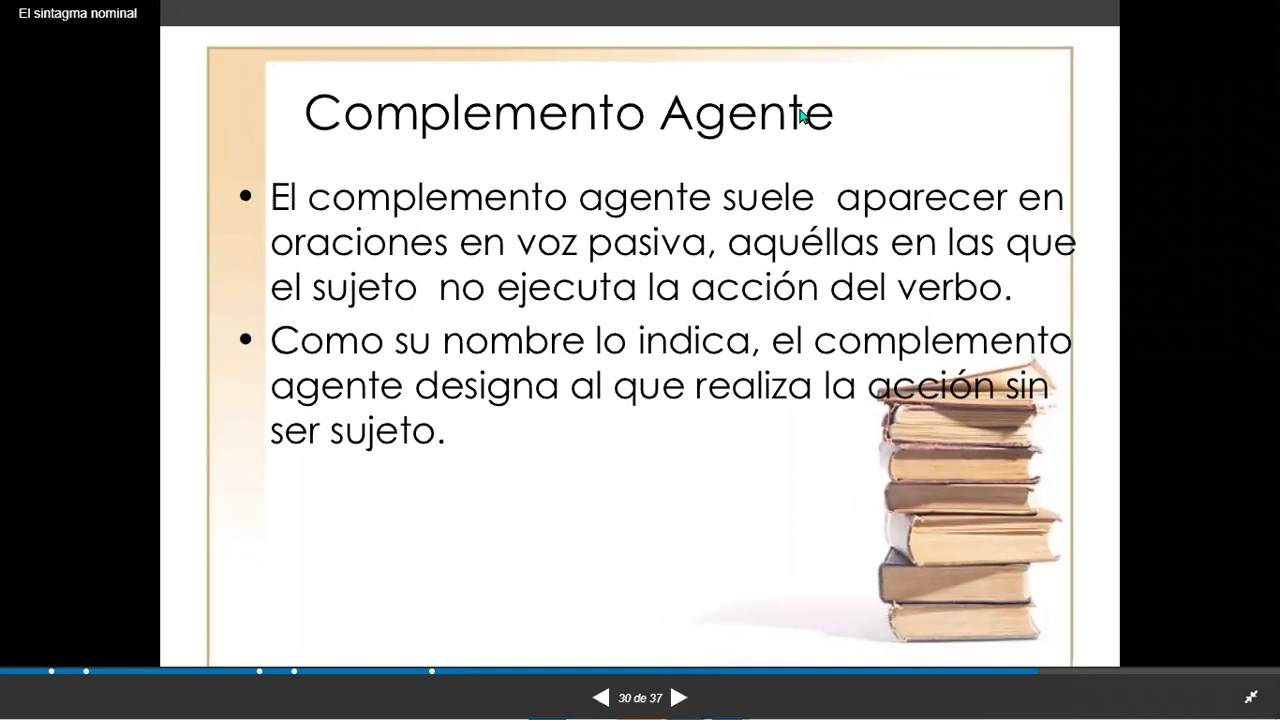 El sintagma nominal
Complemento Agente
• El complemento agente suele aparecer en
oraciones en voz pasiva, aquéllas en las que
el sujeto no ejecuta la acción del verbo.
• Como su nombre lo indica, el complemento
agente designa al que realiza la acción sin
ser sujeto.
30 de 37